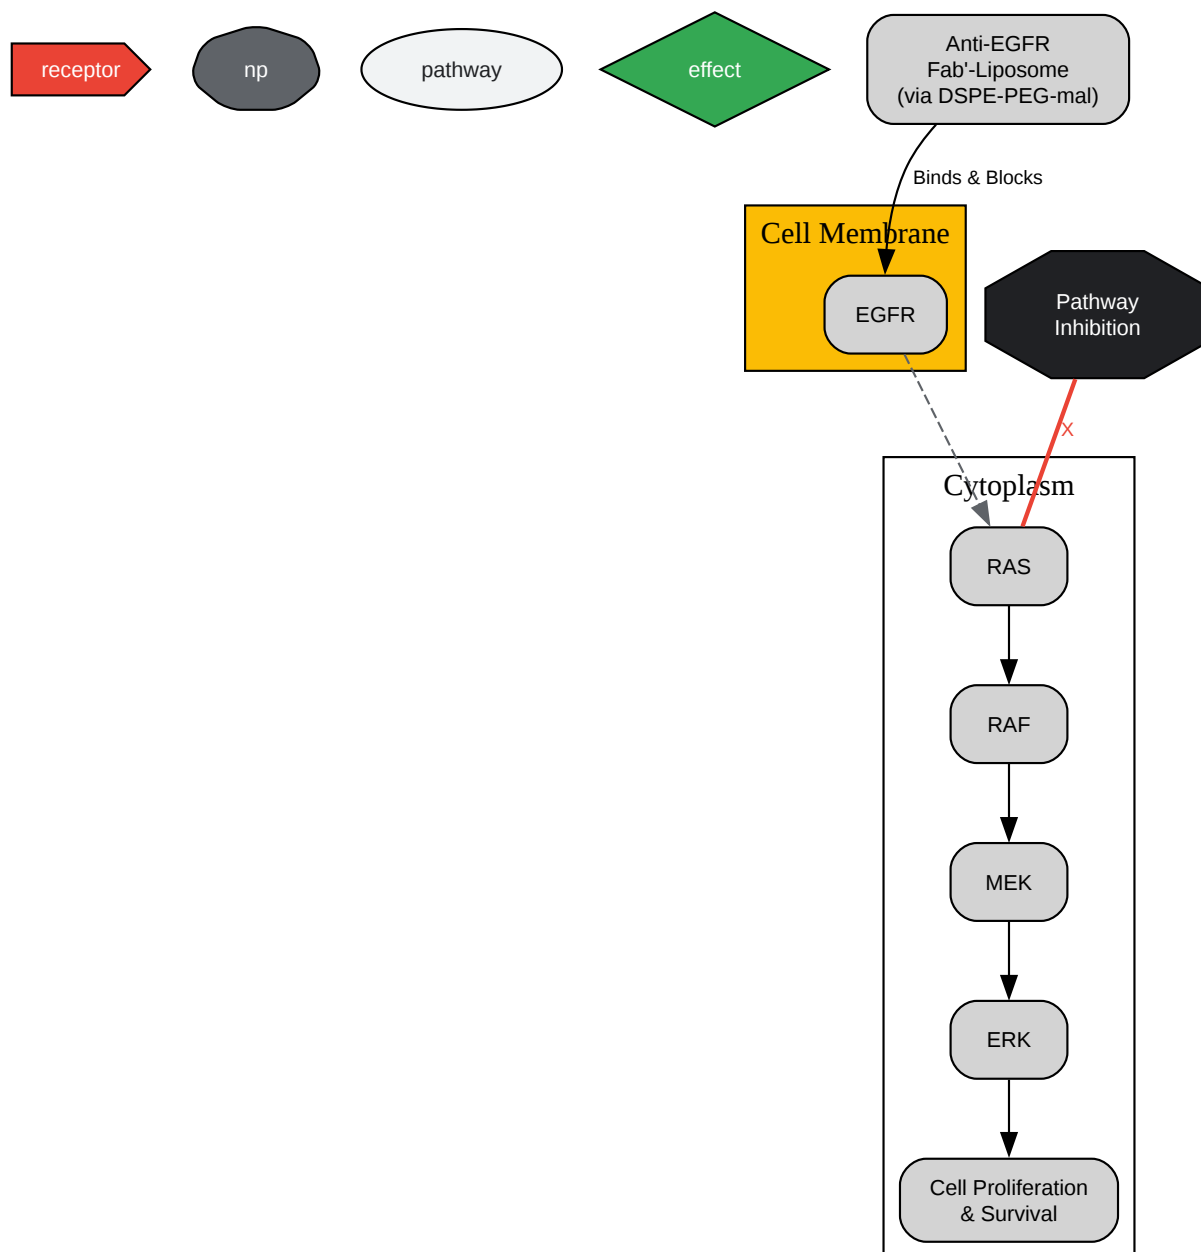 receptor
np
pathway
effect
Anti-EGFR
Fab'-Liposome
(via DSPE-PEG-mal)
Binds & Blocks
Cell Membrane
EGFR
Pathway
Inhibition
X
Cytoplasm
RAS
RAF
MEK
ERK
Cell Proliferation
& Survival